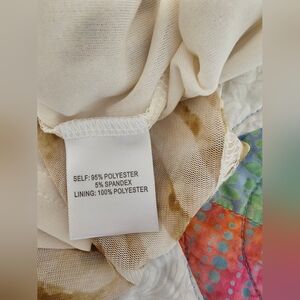 SELF: 95% POLYESTER
5% SPANDEX
LINING: 100% POLYESTER